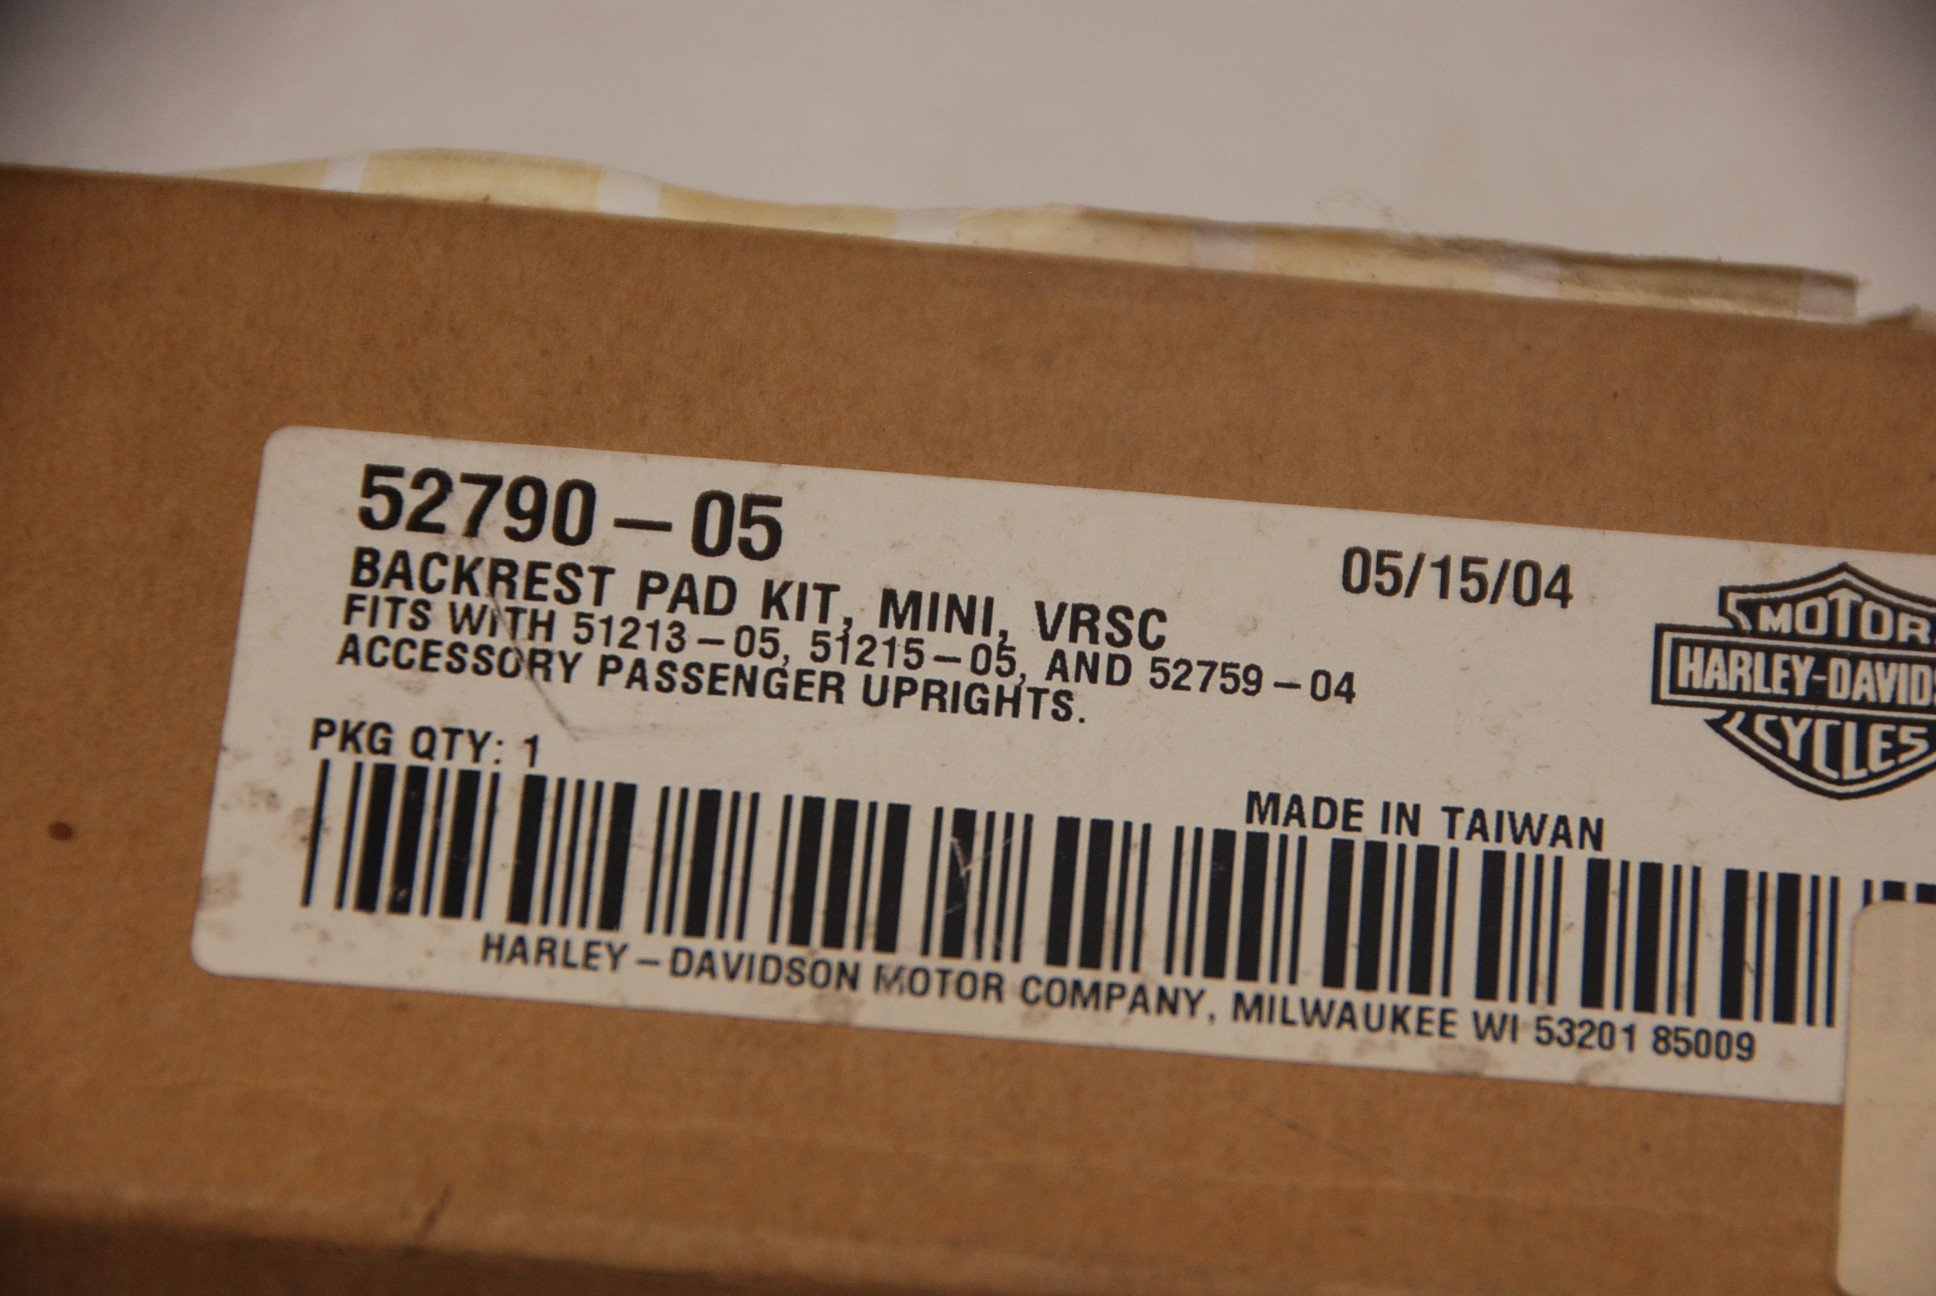 52790-05
05/15/04
BACKREST PAD KIT, MINI, VRSC
FITS WITH 51213-05, 51215-05, AND 52759-04
ACCESSORY PASSENGER UPRIGHTS.
MOTOR
HARLEY-DAVIDS
CYCLES
PKG QTY: 1
MADE IN TAIWAN
HARLEY-DAVIDSON MOTOR COMPANY, MILWAUKEE WI 53201 85009